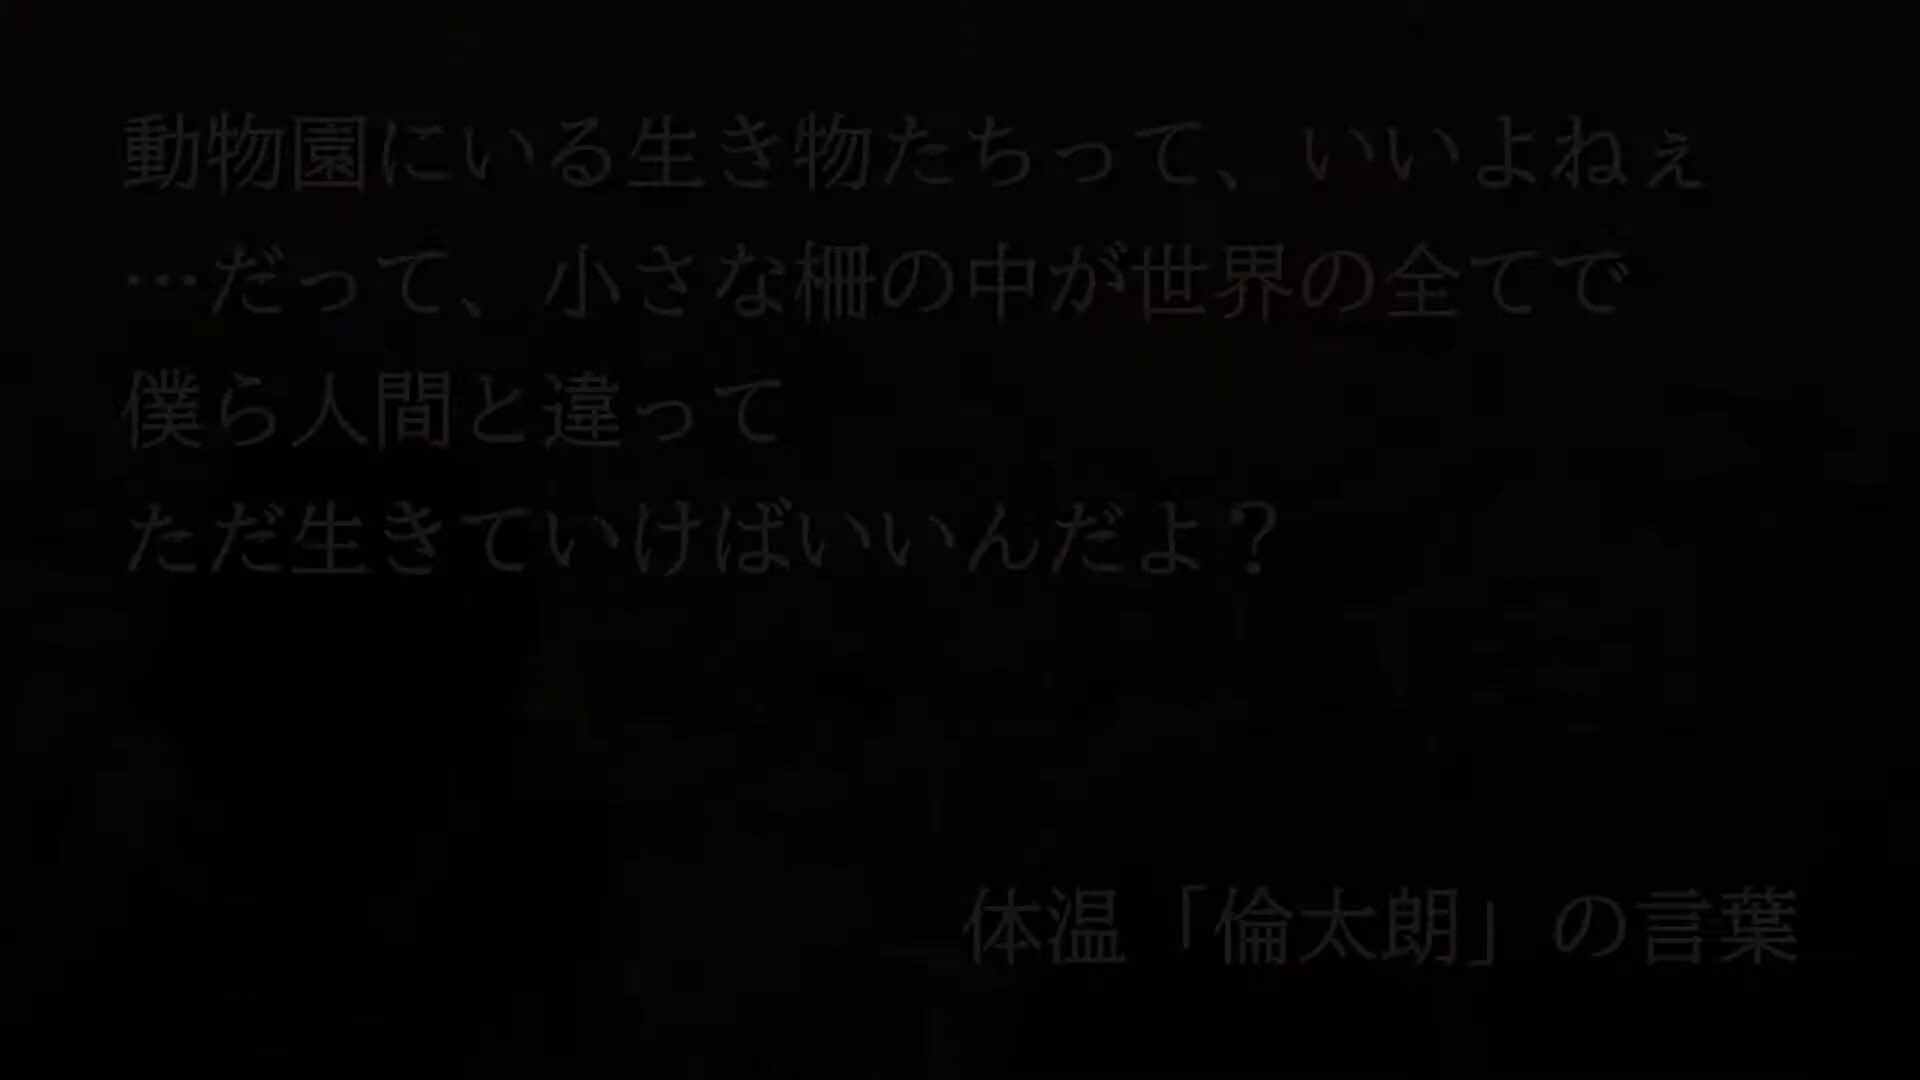 動物園にいる生き物たちって、いいよねぇ
…だって、小さな柵の中が世界の全てで
僕ら人間と違って
ただ生きていけばいいんだよ？
体温「倫太朗」の言葉